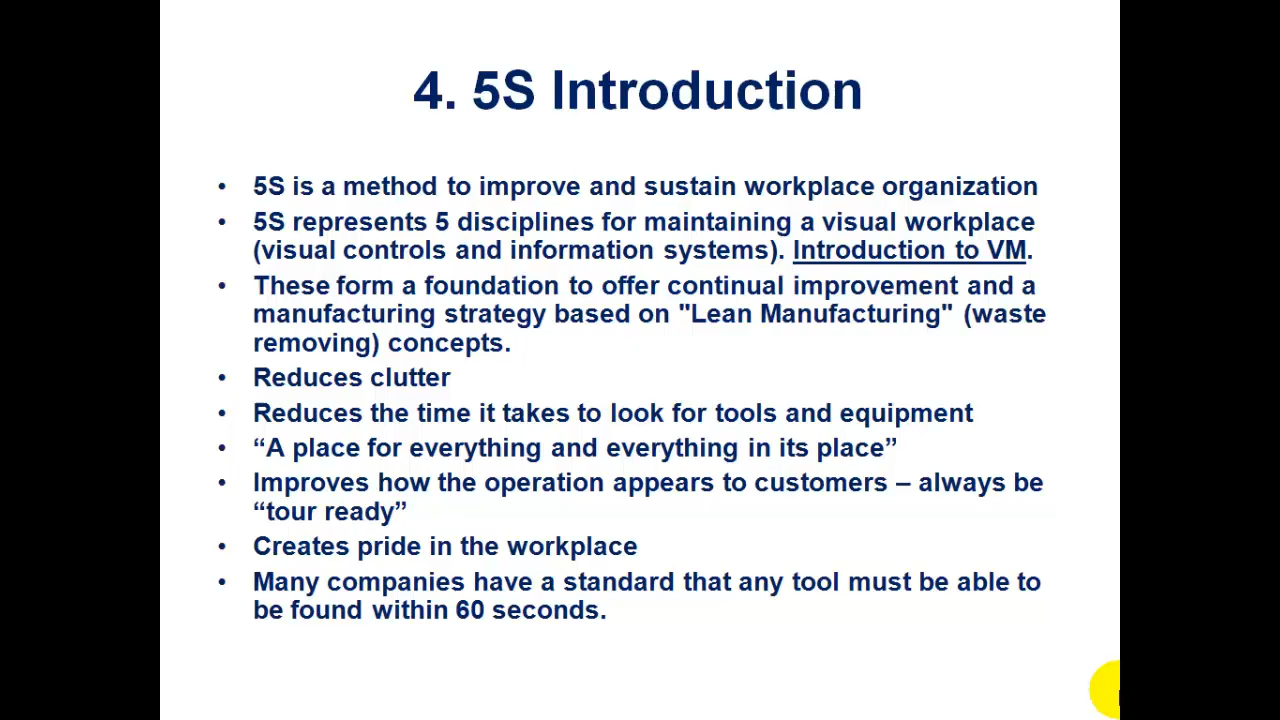 4. 5S Introduction
• 5S is a method to improve and sustain workplace organization
• 5S represents 5 disciplines for maintaining a visual workplace
(visual controls and information systems). Introduction to VM.
• These form a foundation to offer continual improvement and a
manufacturing strategy based on "Lean Manufacturing" (waste
removing) concepts.
• Reduces clutter
• Reduces the time it takes to look for tools and equipment
• “A place for everything and everything in its place”
• Improves how the operation appears to customers – always be
“tour ready”
• Creates pride in the workplace
• Many companies have a standard that any tool must be able to
be found within 60 seconds.